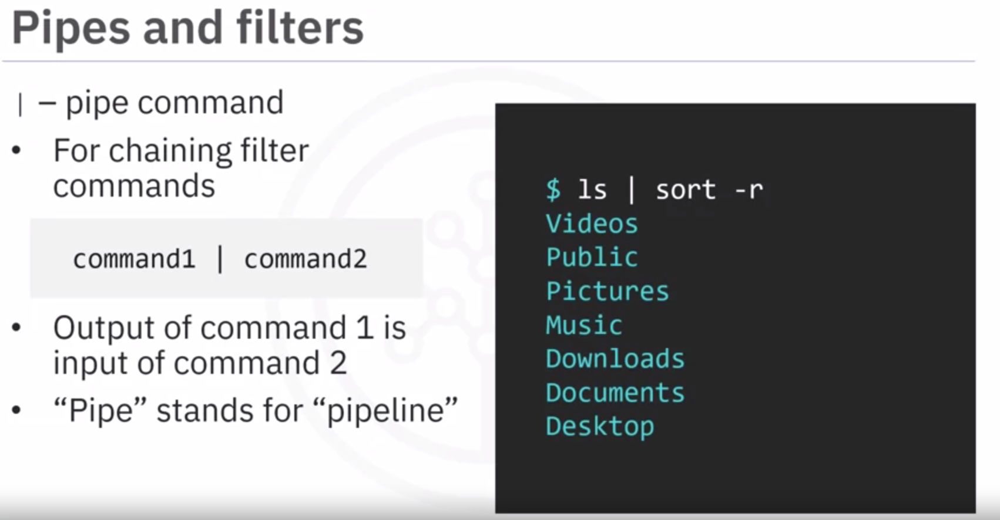 Pipes and filters
| – pipe command
• For chaining filter
commands
command1 | command2
• Output of command 1 is
input of command 2
• “Pipe” stands for “pipeline”
$ ls | sort -r
Videos
Public
Pictures
Music
Downloads
Documents
Desktop